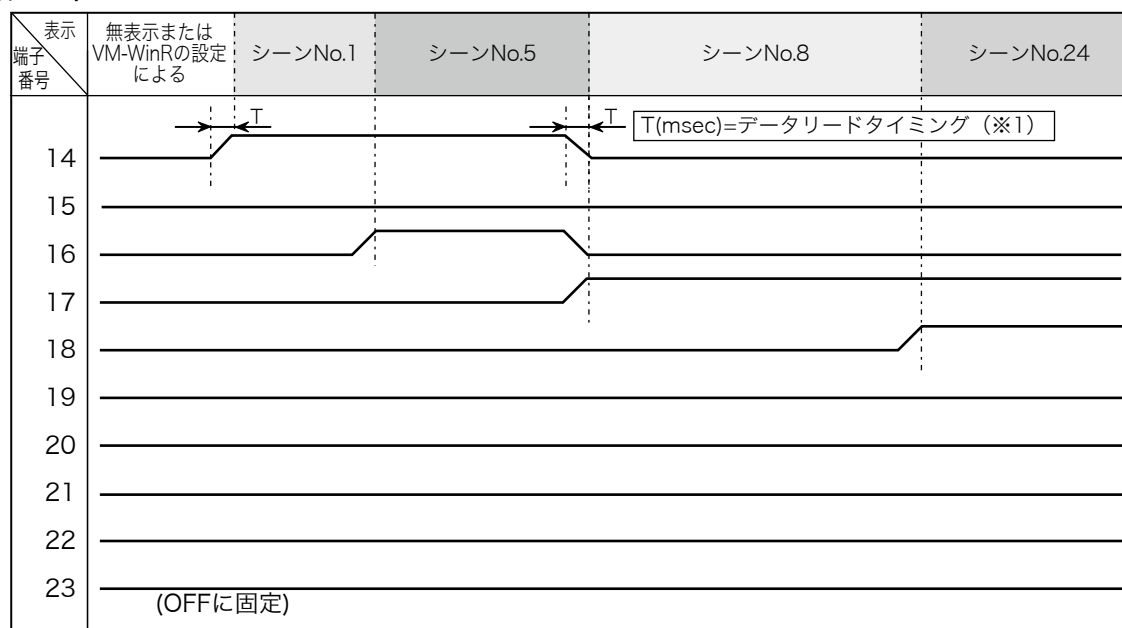 表示
端子
番号
無表示または
VM-WinRの設定
による
シーンNo.1
シーンNo.5
シーンNo.8
シーンNo.24
T
T
T(msec)=データリードタイミング（※1）
14
15
16
17
18
19
20
21
22
23
(OFFに固定)